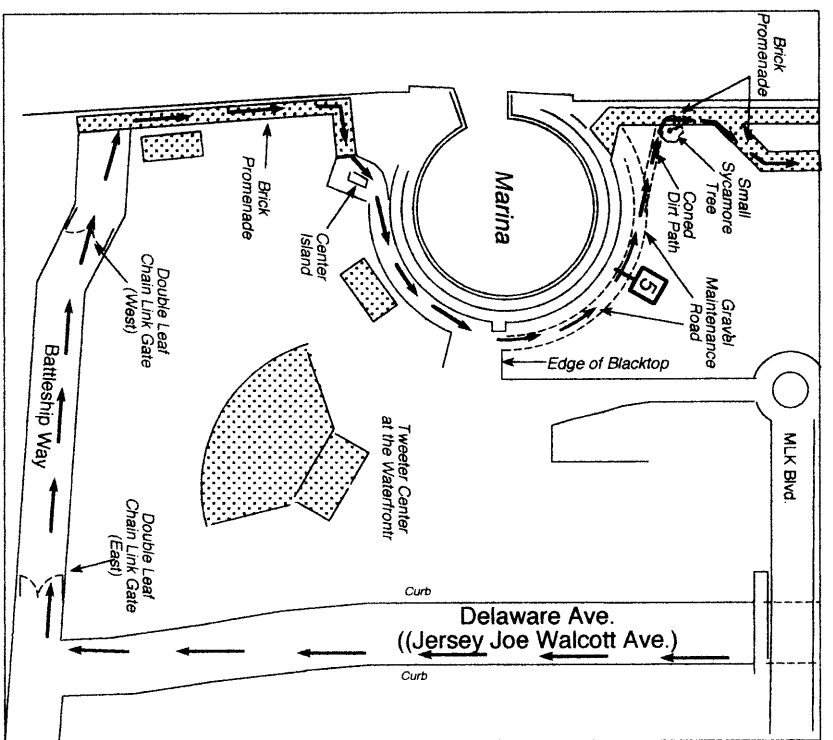 Brick
Promenade
Small
Sycamore
Tree
Coned
Dirt Path
Gravel
Maintenance
Road
5
Marina
Edge of Blacktop
MLK Blvd.
Brick
Promenade
Center
Island
Double Leaf
Chain Link Gate
(West)
Battleship Way
Tweeter Center
at the Waterfrontr
Double Leaf
Chain Link Gate
(East)
Curb
Delaware Ave.
((Jersey Joe Walcott Ave.)
Curb